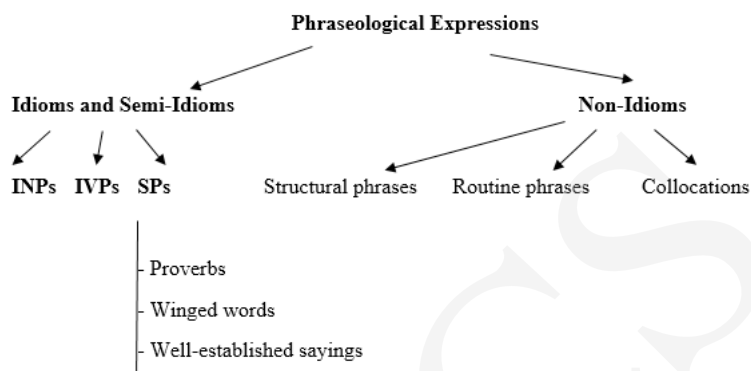 Phraseological Expressions
Idioms and Semi-Idioms Non-Idioms
INPs IVPs SPs Structural phrases Routine phrases Collocations
- Proverbs
- Winged words
- Well-established sayings